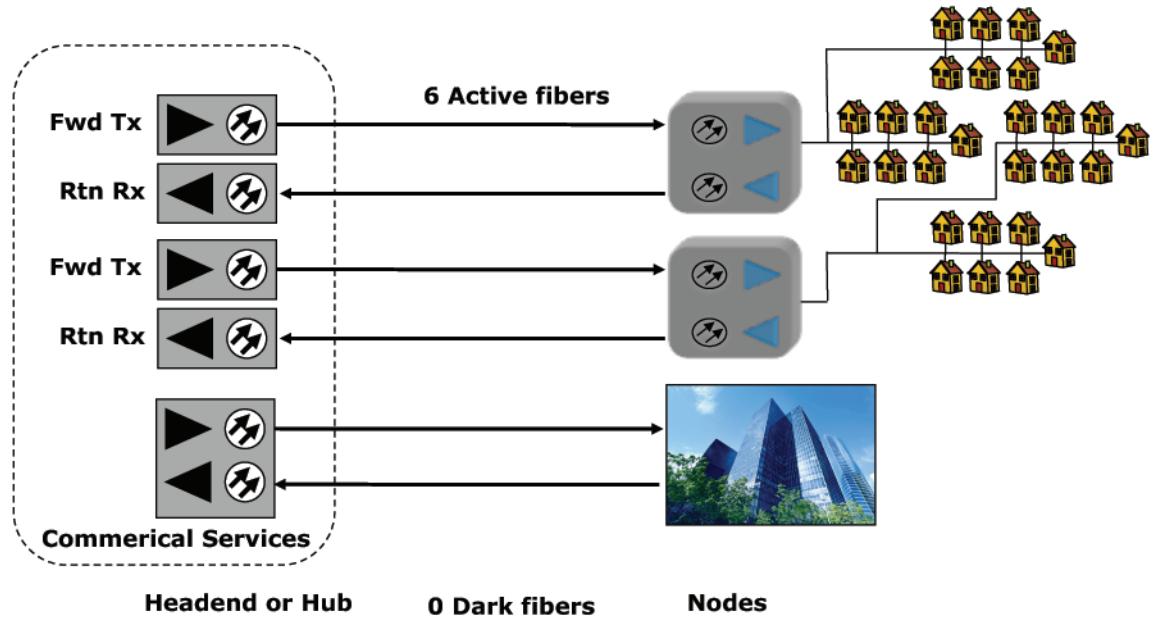 6 Active fibers
Fwd Tx
Rtn Rx
Fwd Tx
Rtn Rx
Commerical Services
Headend or Hub
0 Dark fibers
Nodes